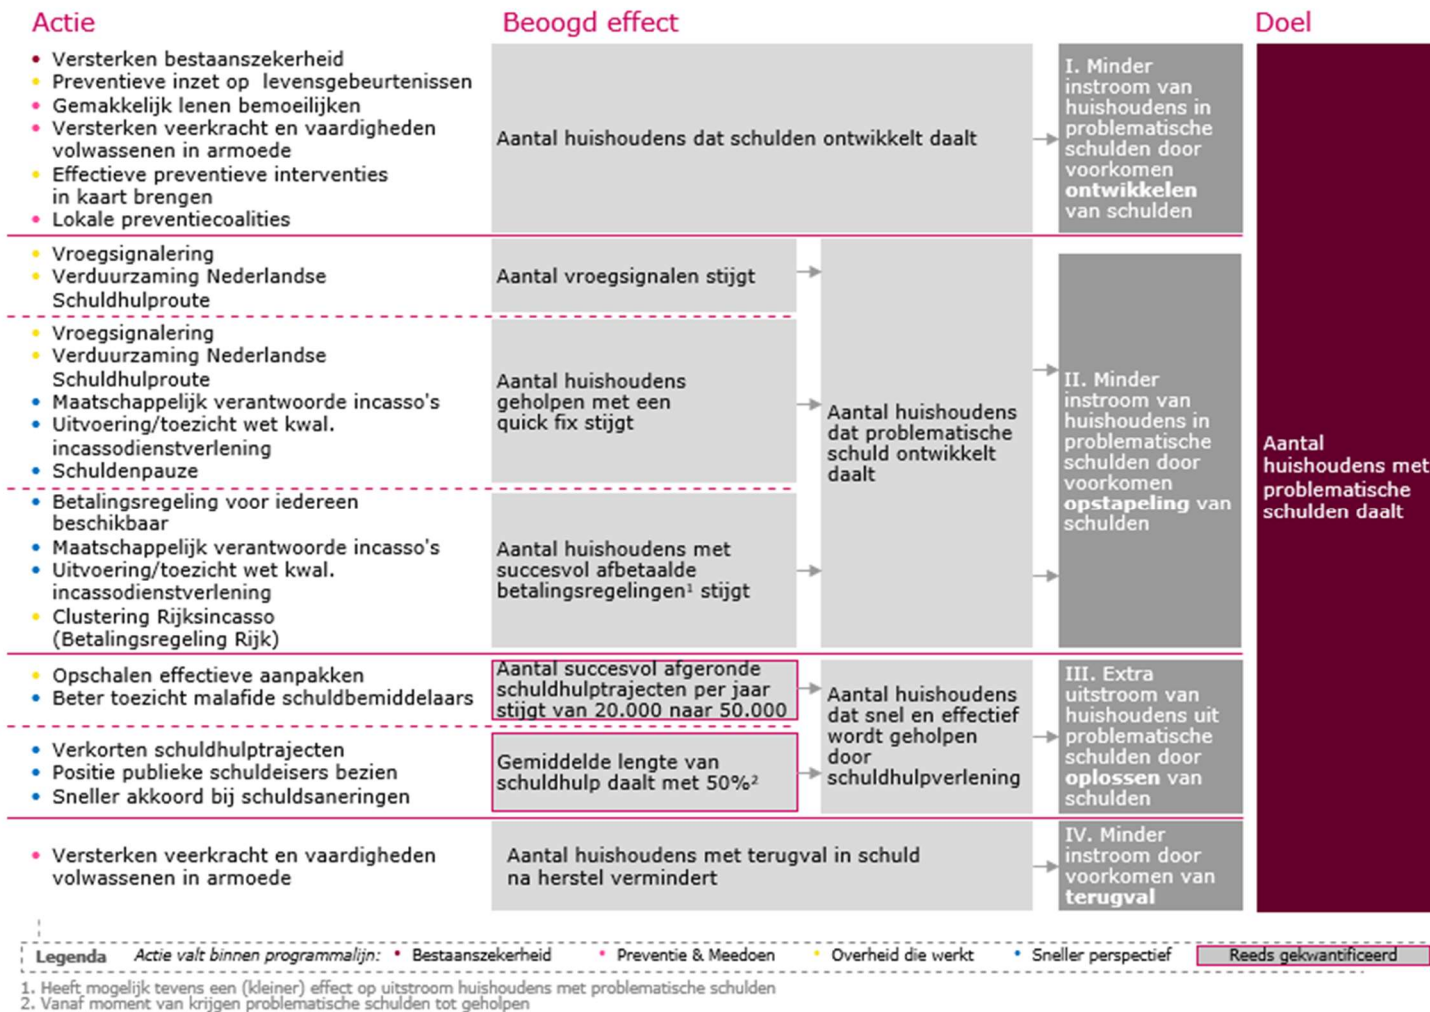 Actie
Beoogd effect
Doel
• Versterken bestaanszekerheid
• Preventieve inzet op levensgebeurtenissen
• Gemakkelijk lenen bemoeilijken
• Versterken veerkracht en vaardigheden
volwassenen in armoede
• Effectieve preventieve interventies
in kaart brengen
• Lokale preventiecoalities
Aantal huishoudens dat schulden ontwikkelt daalt
I. Minder
instroom van
huishoudens in
problematische
schulden door
voorkomen
ontwikkelen
van schulden
• Vroegsignalering
• Verduurzaming Nederlandse
Schuldhulproute
Aantal vroegsignalen stijgt
• Vroegsignalering
• Verduurzaming Nederlandse
Schuldhulproute
• Maatschappelijk verantwoorde incasso's
• Uitvoering/toezicht wet kwal.
incassodienstverlening
• Schuldenpauze
Aantal huishoudens
geholpen met een
quick fix stijgt
• Betalingsregeling voor iedereen
beschikbaar
• Maatschappelijk verantwoorde incasso's
• Uitvoering/toezicht wet kwal.
incassodienstverlening
• Clustering Rijksincasso
(Betalingsregeling Rijk)
Aantal huishoudens met
succesvol afbetaalde
betalingsregelingen¹ stijgt
Aantal huishoudens
dat problematische
schuld ontwikkelt
daalt
II. Minder
instroom van
huishoudens in
problematische
schulden door
voorkomen
opstapeling van
schulden
• Opschalen effectieve aanpakken
• Beter toezicht malafide schuldbemiddelaars
Aantal succesvol afgeronde
schuldhulptrajecten per jaar
stijgt van 20.000 naar 50.000
• Verkorten schuldhulptrajecten
• Positie publieke schuldeisers bezien
• Sneller akkoord bij schuldsaneringen
Gemiddelde lengte van
schuldhulp daalt met 50%²
Aantal huishoudens
dat snel en effectief
wordt geholpen
door
schuldhulpverlening
III. Extra
uitstroom van
huishoudens uit
problematische
schulden door
oplossen van
schulden
• Versterken veerkracht en vaardigheden
volwassenen in armoede
Aantal huishoudens met terugval in schuld
na herstel vermindert
IV. Minder
instroom door
voorkomen van
terugval
Aantal
huishoudens met
problematische
schulden daalt
Legenda Actie valt binnen programmalijn: • Bestaanszekerheid • Preventie & Meedoen • Overheid die werkt • Sneller perspectief Reeds gekwantificeerd
1. Heeft mogelijk tevens een (kleiner) effect op uitstroom huishoudens met problematische schulden
2. Vanaf moment van krijgen problematische schulden tot geholpen